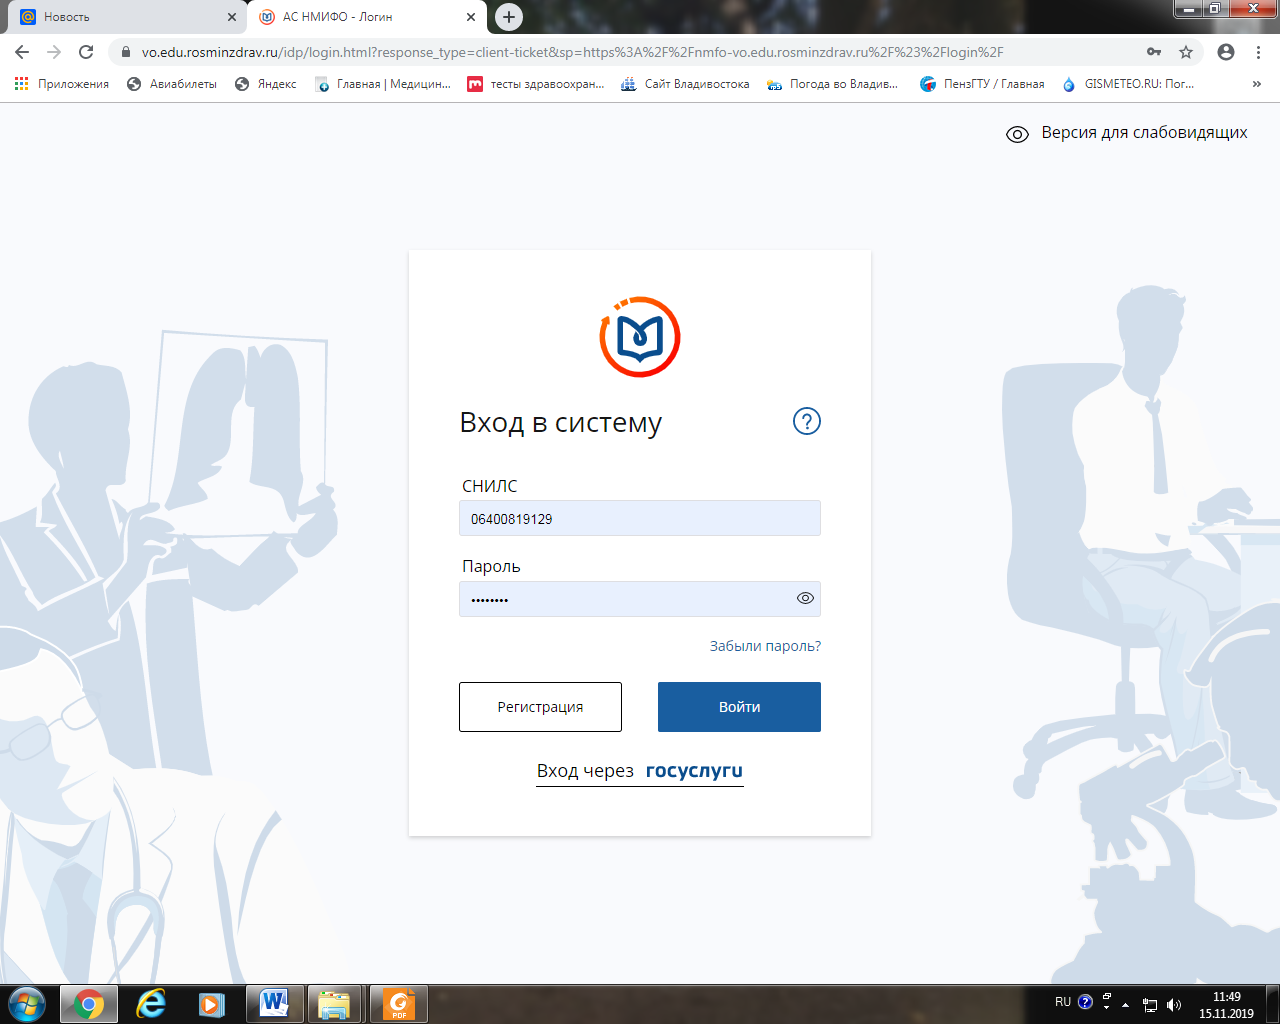 Новость
АС НМИФО - Логин
vo.edu.rosminzdrav.ru/idp/login.html?response_type=client-ticket&sp=https%3A%2F%2Fnmfo-vo.edu.rosminzdrav.ru%2F%23%2Flogin%2F
Приложения
Авиабилеты
Яндекс
Главная | Медицин...
тесты здравоохран...
Сайт Владивостока
Погода во Владив...
ПензГТУ / Главная
GISMETEO.RU: Пог...
»
Версия для слабовидящих
Вход в систему
?
СНИЛС
06400819129
Пароль
••••••••
Забыли пароль?
Регистрация
Войти
Вход через госуслуги
RU
11:49
15.11.2019
PDF